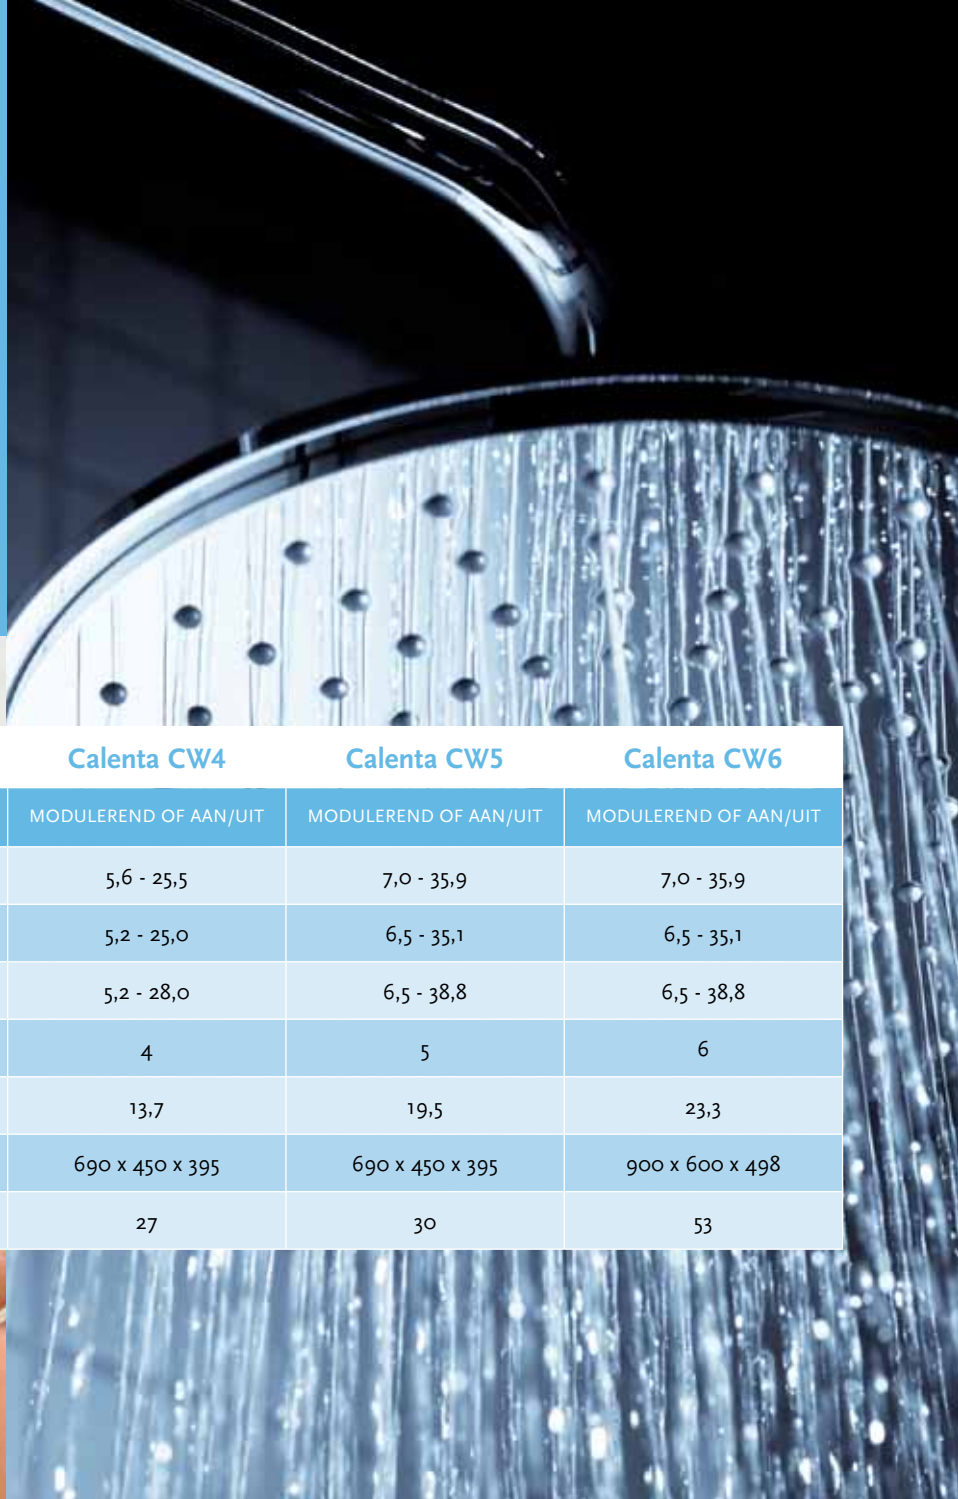 Calenta CW4 Calenta CW5 Calenta CW6
MODULEREND OF AAN/UIT MODULEREND OF AAN/UIT MODULEREND OF AAN/UIT
5,6 - 25,5 7,0 - 35,9 7,0 - 35,9
5,2 - 25,0 6,5 - 35,1 6,5 - 35,1
5,2 - 28,0 6,5 - 38,8 6,5 - 38,8
4 5 6
13,7 19,5 23,3
690 x 450 x 395 690 x 450 x 395 900 x 600 x 498
27 30 53